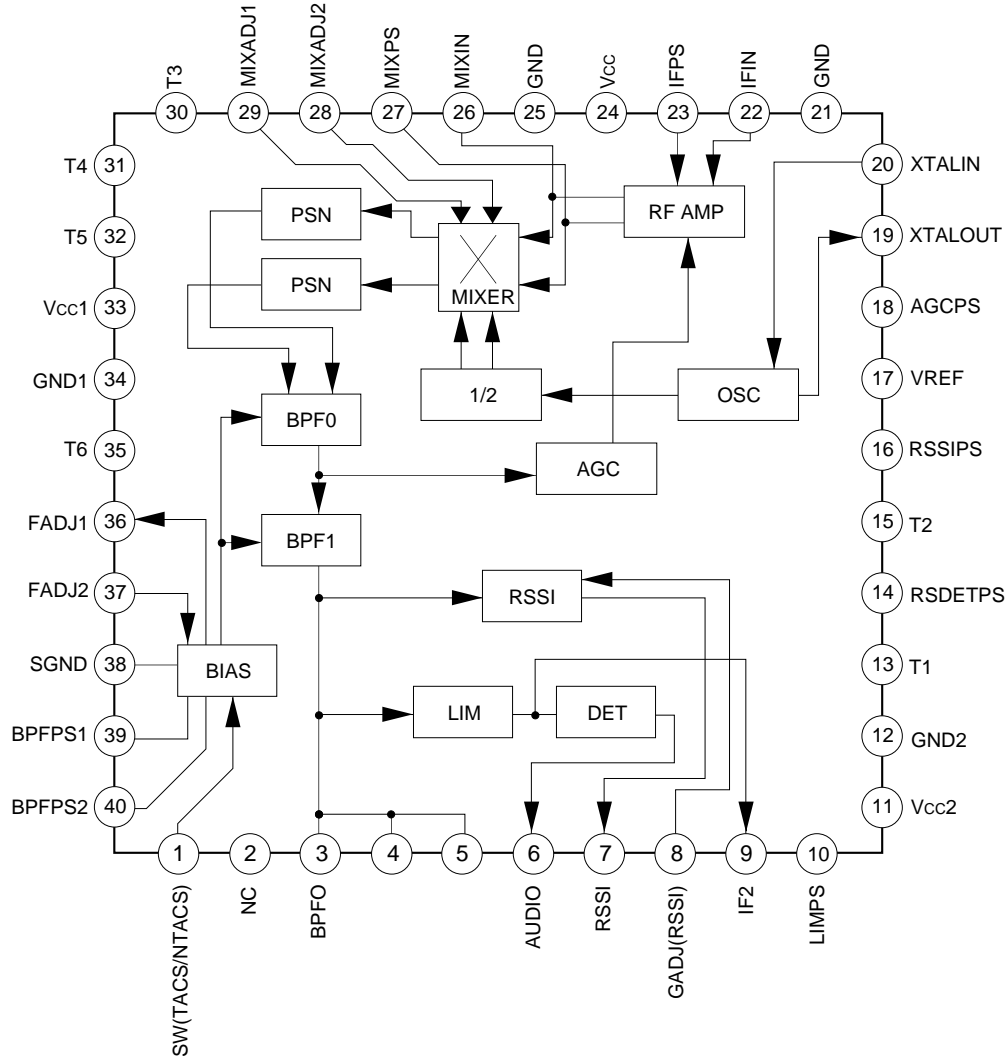 T3
MIXADJ1
MIXADJ2
MIXPS
MIXIN
GND
Vcc
IFPS
IFIN
GND
30
29
28
27
26
25
24
23
22
21
T4
31
20
XTALIN
PSN
RF AMP
T5
32
19
XTALOUT
PSN
MIXER
Vcc1
33
18
AGCPS
GND1
34
1/2
OSC
17
VREF
BPF0
T6
35
AGC
16
RSSIPS
FADJ1
36
BPF1
15
T2
FADJ2
37
RSSI
14
RSDETPS
SGND
38
BIAS
13
T1
LIM
DET
BPFPS1
39
12
GND2
BPFPS2
40
11
Vcc2
1
2
3
4
5
6
7
8
9
10
SW(TACS/NTACS)
NC
BPFO
AUDIO
RSSI
GADJ(RSSI)
IF2
LIMPS